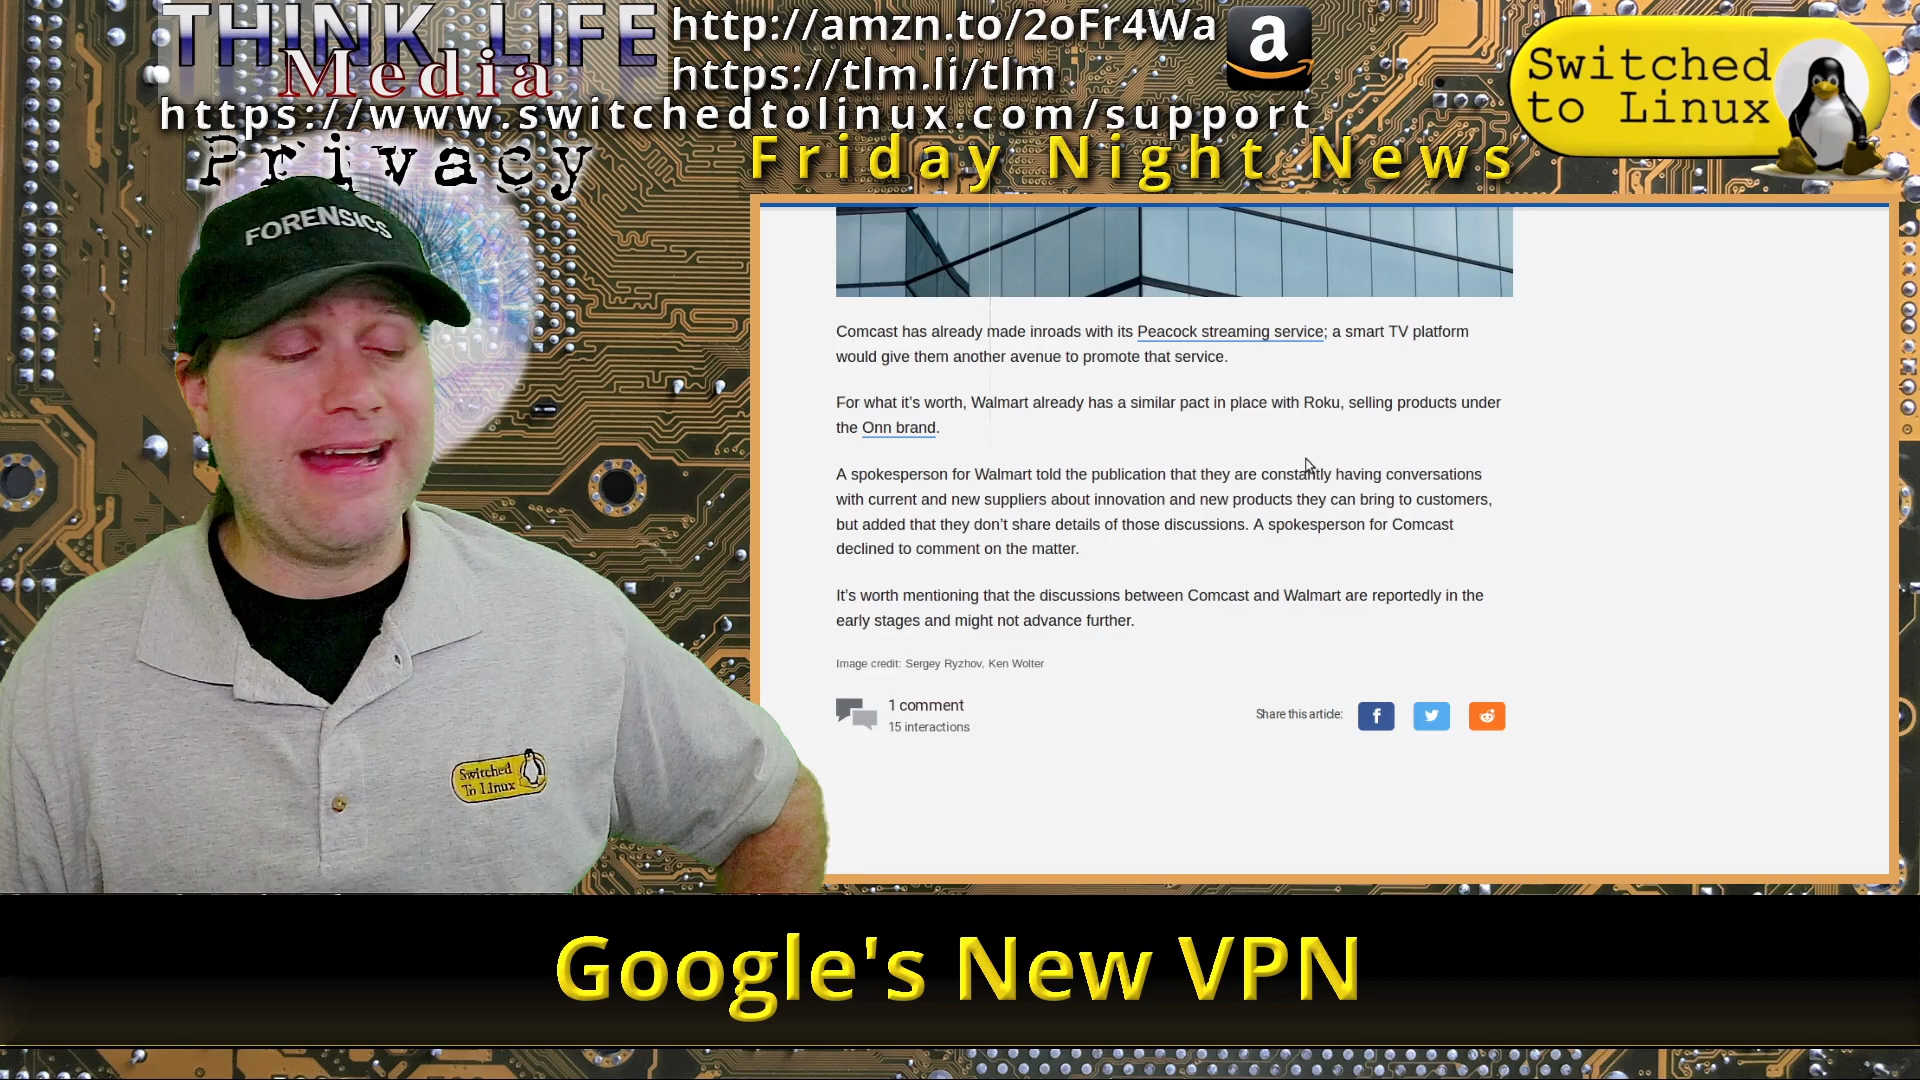 THINK LIFE
Media
http://amzn.to/2oFr4Wa
https://tlm.li/tlm
https://www.switchedtolinux.com/support
Privacy
Friday Night News
Switched
to Linux
FORENSICS
Switched
To Linux
Comcast has already made inroads with its Peacock streaming service; a smart TV platform
would give them another avenue to promote that service.
For what it’s worth, Walmart already has a similar pact in place with Roku, selling products under
the Onn brand.
A spokesperson for Walmart told the publication that they are constantly having conversations
with current and new suppliers about innovation and new products they can bring to customers,
but added that they don’t share details of those discussions. A spokesperson for Comcast
declined to comment on the matter.
It’s worth mentioning that the discussions between Comcast and Walmart are reportedly in the
early stages and might not advance further.
Image credit: Sergey Ryzhov, Ken Wolter
1 comment
15 interactions
Share this article:
Google's New VPN